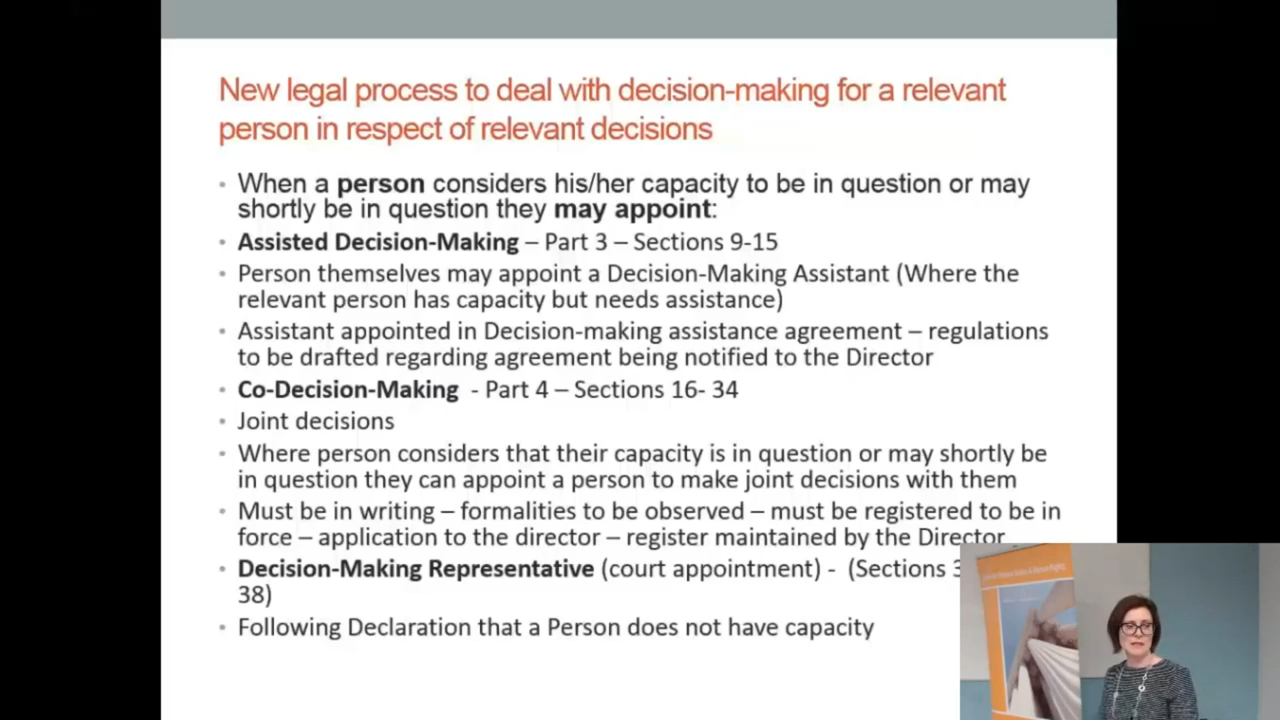 New legal process to deal with decision-making for a relevant
person in respect of relevant decisions
• When a person considers his/her capacity to be in question or may
shortly be in question they may appoint:
• Assisted Decision-Making – Part 3 – Sections 9-15
• Person themselves may appoint a Decision-Making Assistant (Where the
relevant person has capacity but needs assistance)
• Assistant appointed in Decision-making assistance agreement – regulations
to be drafted regarding agreement being notified to the Director
• Co-Decision-Making - Part 4 – Sections 16- 34
• Joint decisions
• Where person considers that their capacity is in question or may shortly be
in question they can appoint a person to make joint decisions with them
• Must be in writing – formalities to be observed – must be registered to be in
force – application to the director – register maintained by the Director
• Decision-Making Representative (court appointment) - (Sections
38)
• Following Declaration that a Person does not have capacity